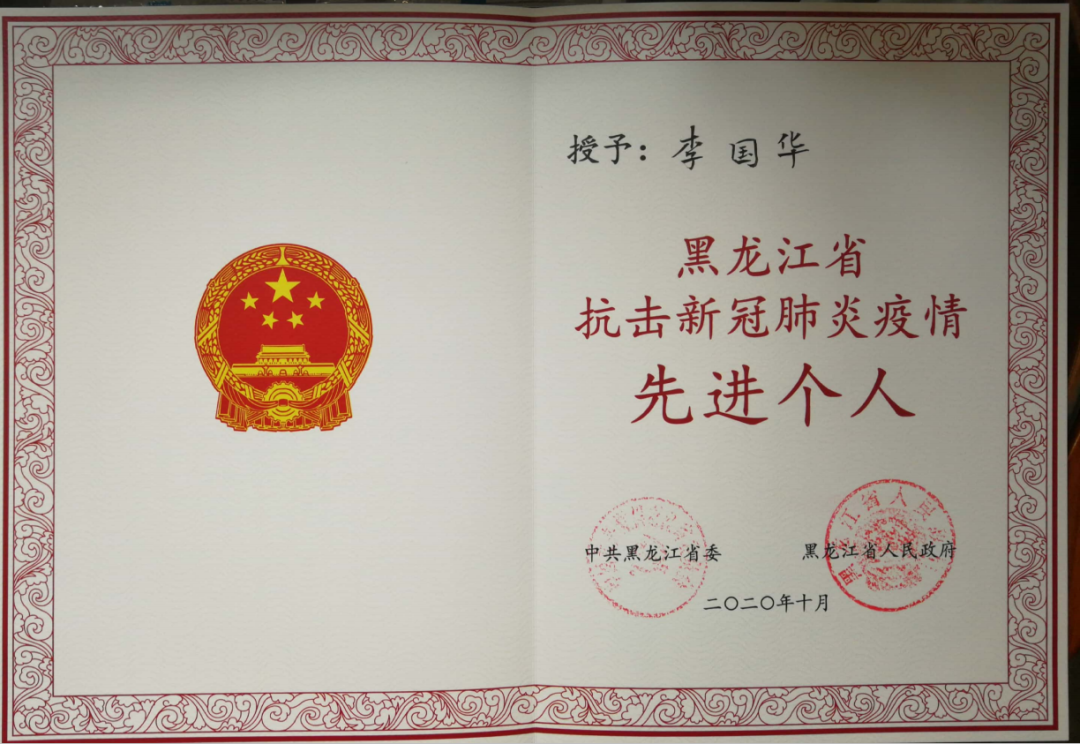 授予：李国华
黑龙江省
抗击新冠肺炎疫情
先进个人
中共黑龙江省委
黑龙江省人民政府
二〇二〇年十月